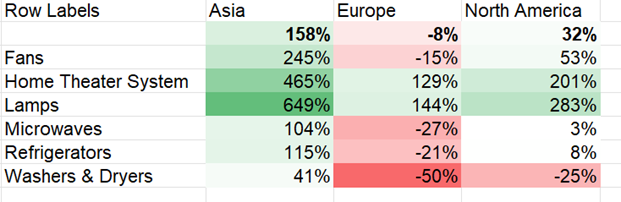 Row Labels Asia Europe North America
158% -8% 32%
Fans 245% -15% 53%
Home Theater System 465% 129% 201%
Lamps 649% 144% 283%
Microwaves 104% -27% 3%
Refrigerators 115% -21% 8%
Washers & Dryers 41% -50% -25%